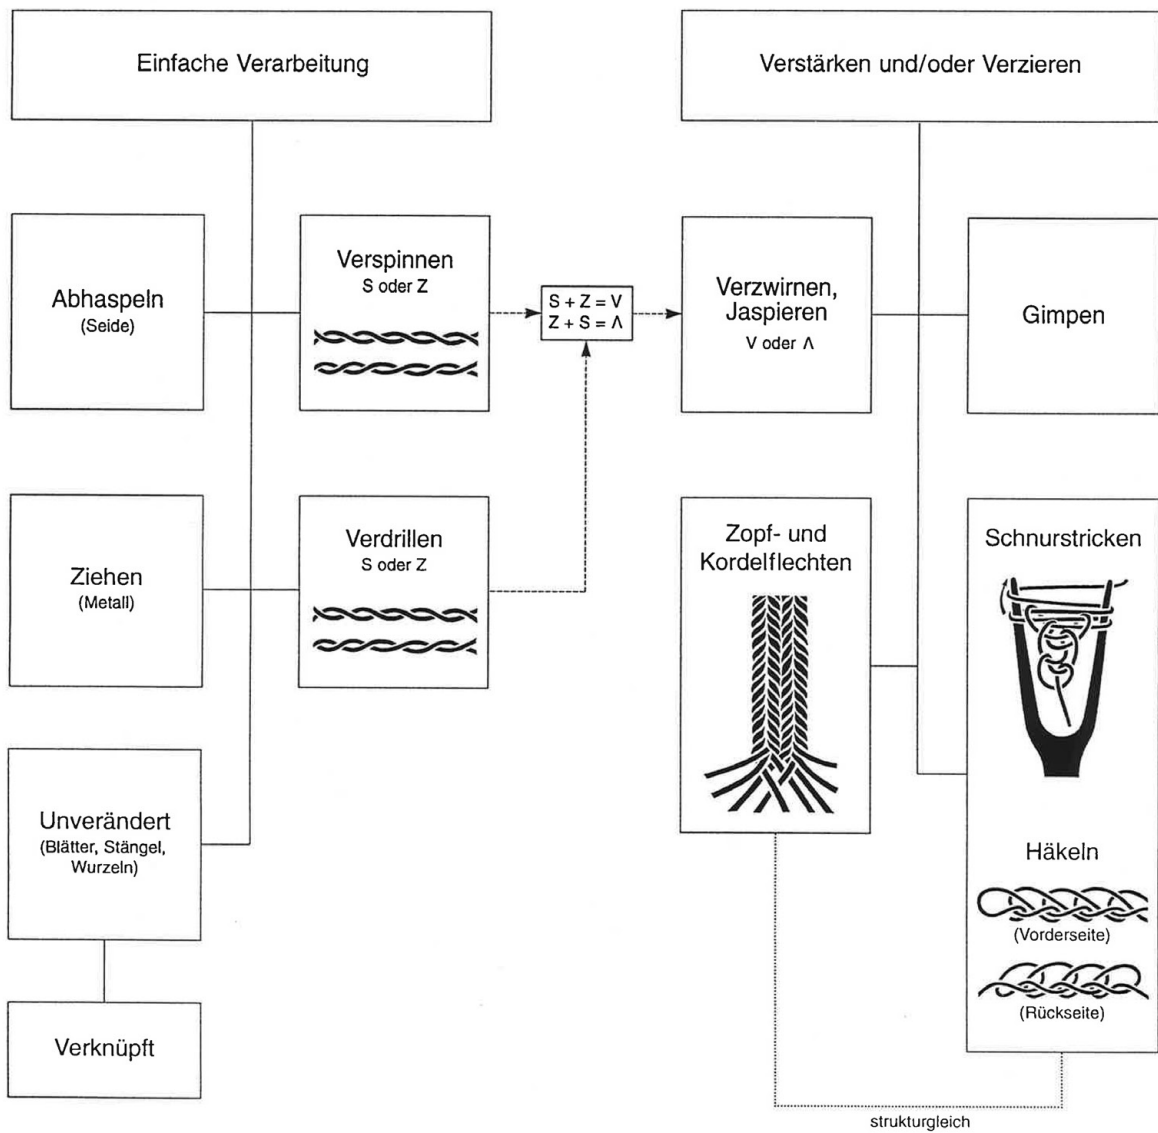 Einfache Verarbeitung
Verstärken und/oder Verzieren
Abhaspeln
(Seide)
Verspinnen
S oder Z
S + Z = V
Z + S = Λ
Verzwirnen,
Jaspieren
V oder Λ
Gimpen
Ziehen
(Metall)
Verdrillen
S oder Z
Zopf- und
Kordelflechten
Schnurstricken
Unverändert
(Blätter, Stängel,
Wurzeln)
Häkeln
(Vorderseite)
(Rückseite)
Verknüpft
strukturgleich